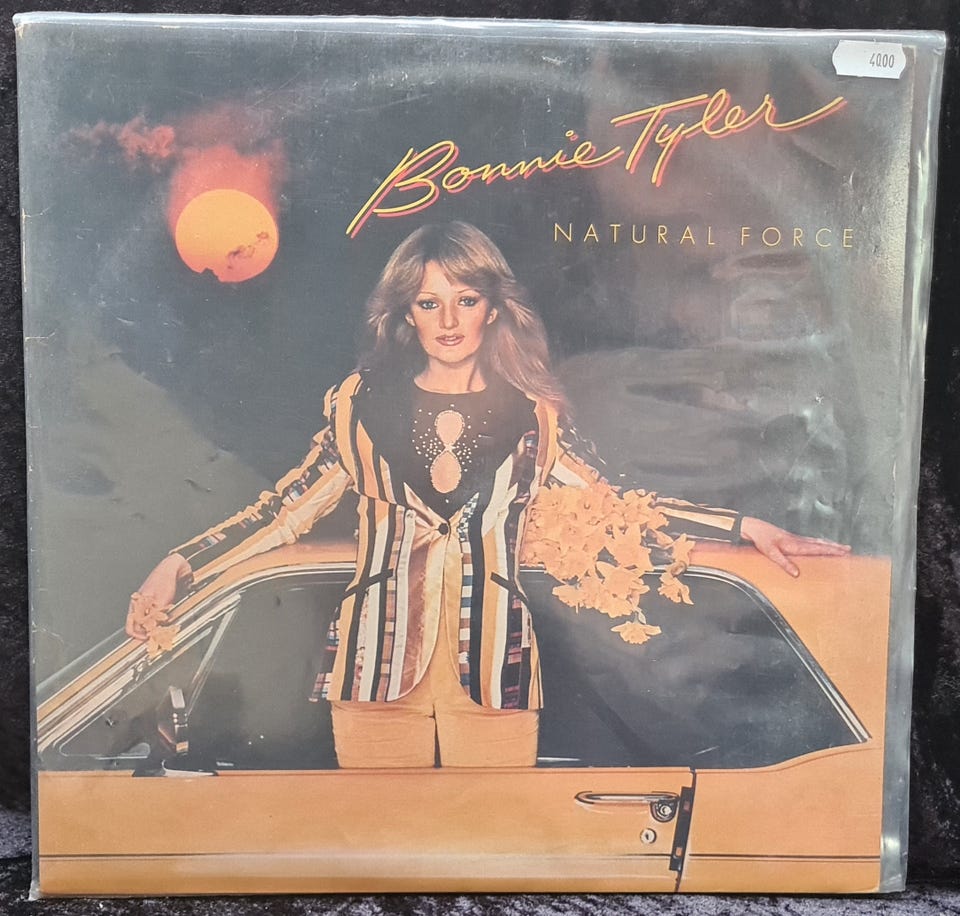 4000
Bonnie Tyler
NATURAL FORCE